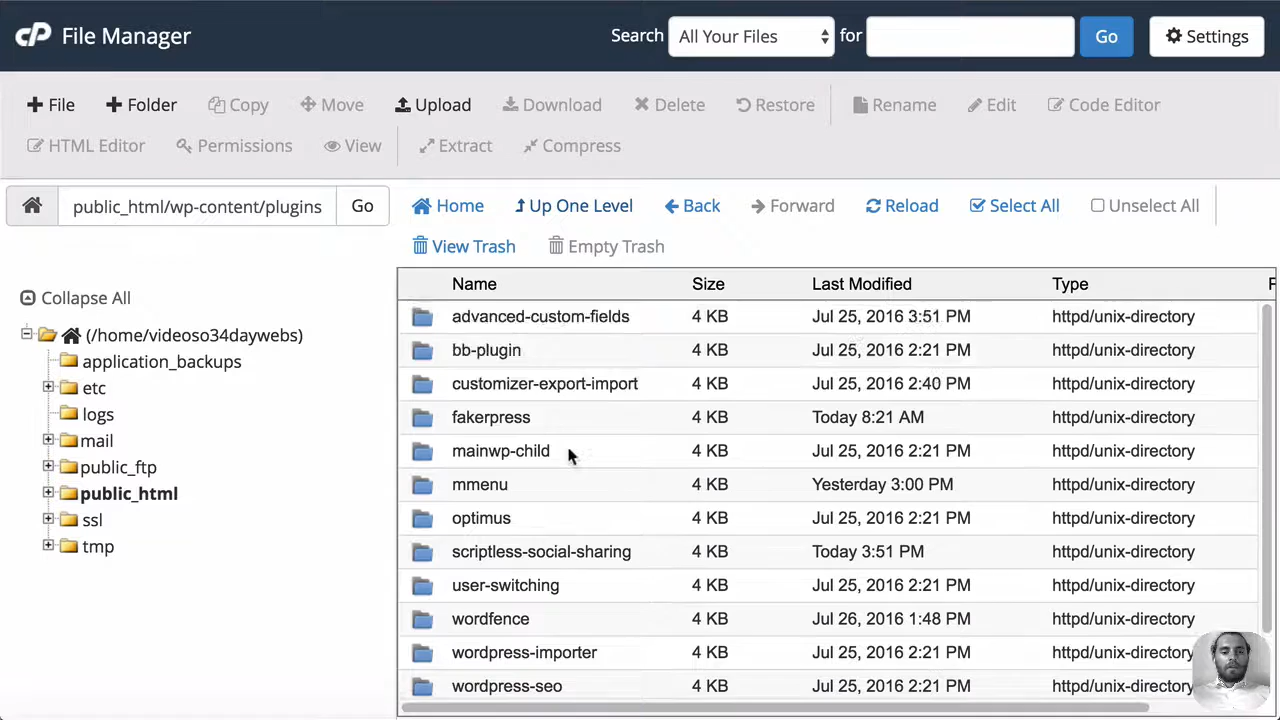 cP File Manager Search All Your Files for Go Settings
File Folder Copy Move Upload Download Delete Restore Rename Edit Code Editor
HTML Editor Permissions View Extract Compress
public_html/wp-content/plugins Go Home Up One Level Back Forward Reload Select All Unselect All
View Trash Empty Trash
Collapse All
(/home/videoso34daywebs)
application_backups
etc
logs
mail
public_ftp
public_html
ssl
tmp
Name Size Last Modified Type
advanced-custom-fields 4 KB Jul 25, 2016 3:51 PM httpd/unix-directory
bb-plugin 4 KB Jul 25, 2016 2:21 PM httpd/unix-directory
customizer-export-import 4 KB Jul 25, 2016 2:40 PM httpd/unix-directory
fakerpress 4 KB Today 8:21 AM httpd/unix-directory
mainwp-child 4 KB Jul 25, 2016 2:21 PM httpd/unix-directory
mmenu 4 KB Yesterday 3:00 PM httpd/unix-directory
optimus 4 KB Jul 25, 2016 2:21 PM httpd/unix-directory
scriptless-social-sharing 4 KB Today 3:51 PM httpd/unix-directory
user-switching 4 KB Jul 25, 2016 2:21 PM httpd/unix-directory
wordfence 4 KB Jul 26, 2016 1:48 PM httpd/unix-directory
wordpress-importer 4 KB Jul 25, 2016 2:21 PM httpd/unix-directory
wordpress-seo 4 KB Jul 25, 2016 2:21 PM httpd/unix-directory